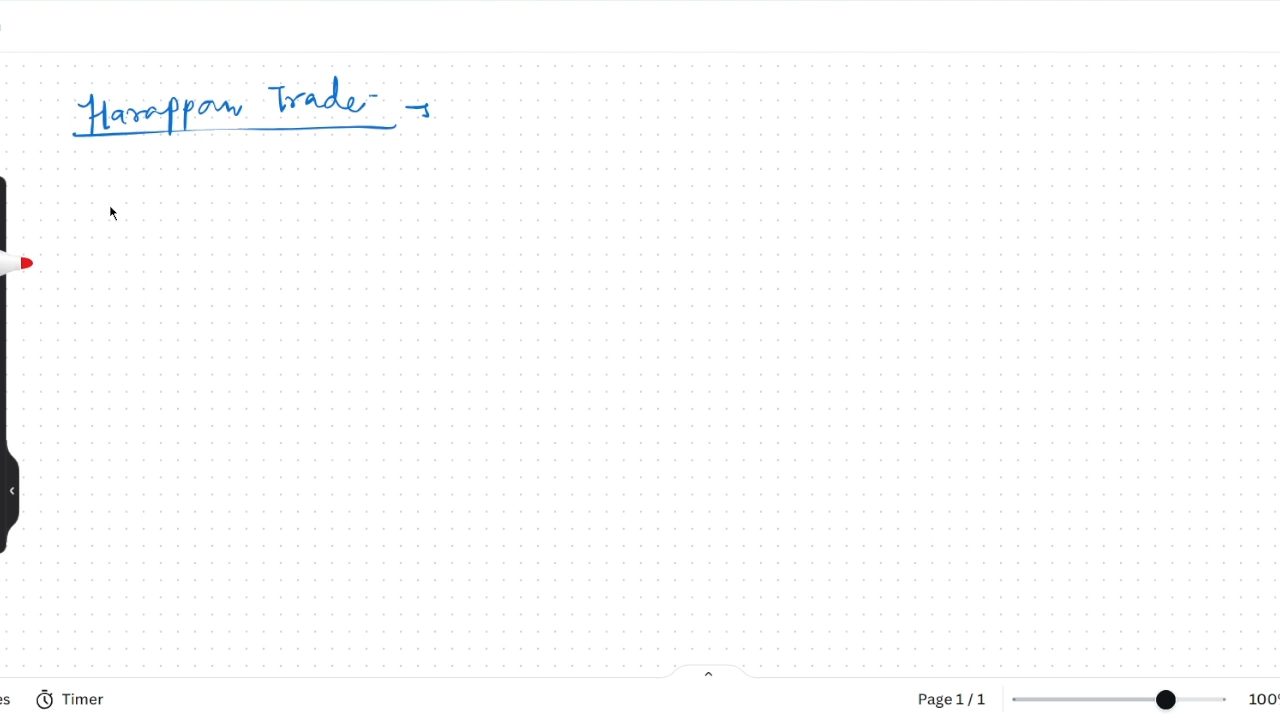 Harappan Trade →
Timer
Page 1 / 1